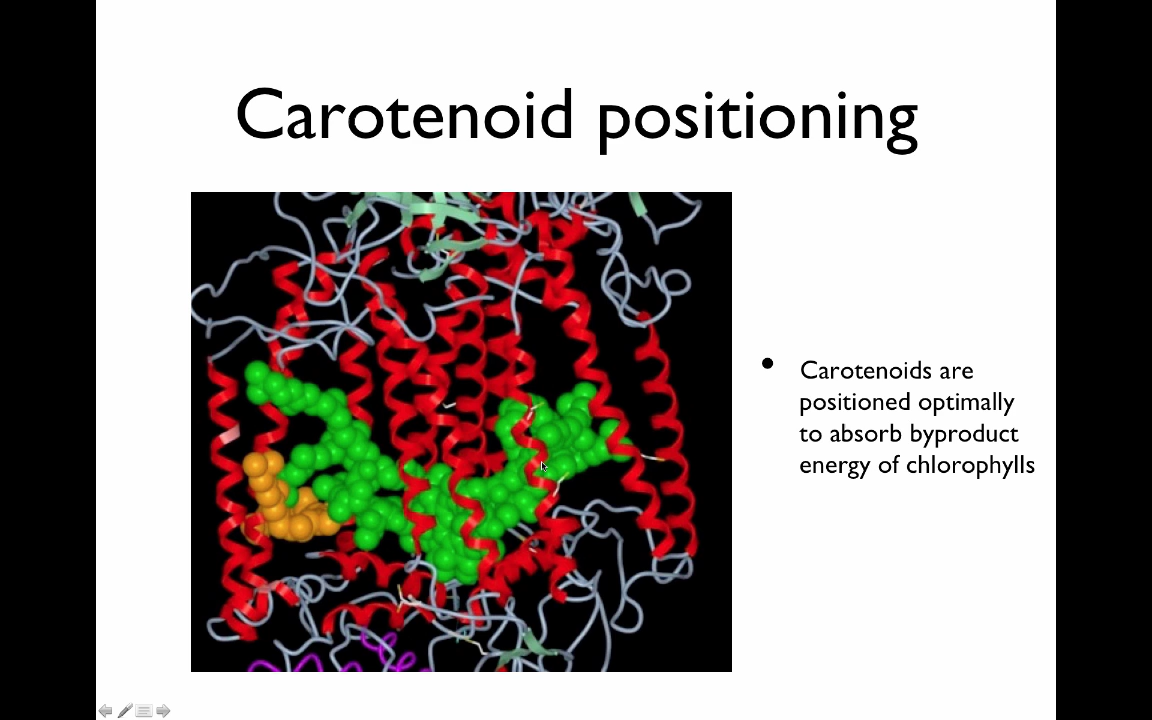 Carotenoid positioning
• Carotenoids are
positioned optimally
to absorb byproduct
energy of chlorophylls